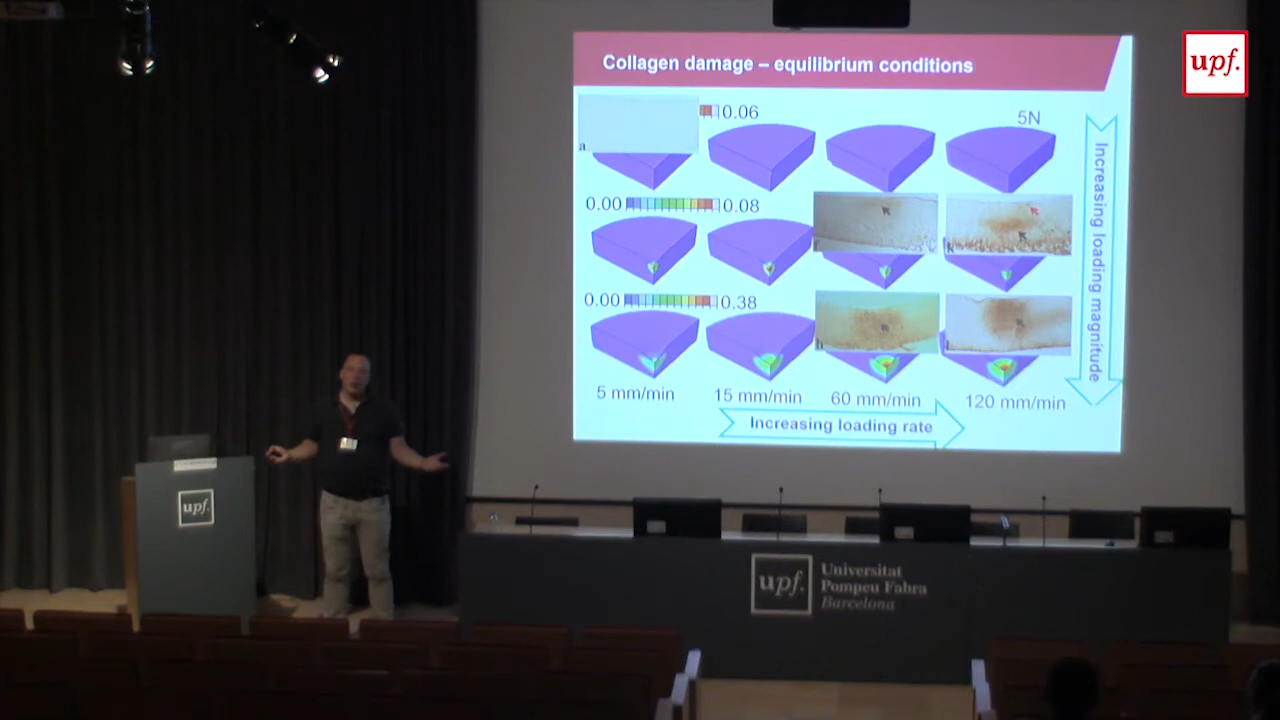 upf.
Collagen damage – equilibrium conditions
0.06
5N
a
0.00
0.08
0.00
0.38
5 mm/min
15 mm/min
60 mm/min
120 mm/min
Increasing loading rate
Increasing loading magnitude
upf.
upf.
Universitat
Pompeu Fabra
Barcelona